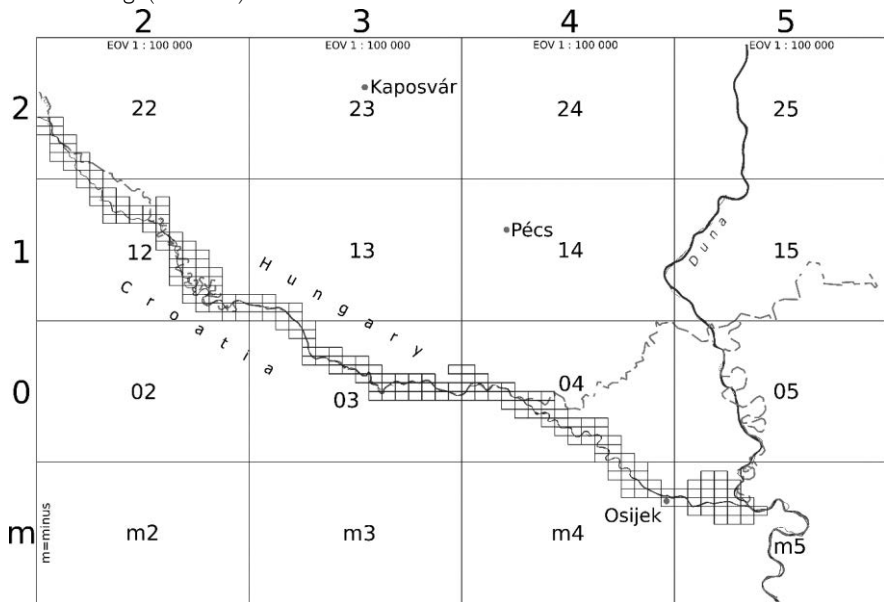 2 3 4 5
EOV 1 : 100 000 EOV 1 : 100 000 EOV 1 : 100 000 EOV 1 : 100 000
Kaposvár
2 22 23 24 25
Pécs
Duna
1 12 13 14 15
Hungary
Croatia
0 02 03 04 05
Osijek
m m2 m3 m4 m5
m=minus